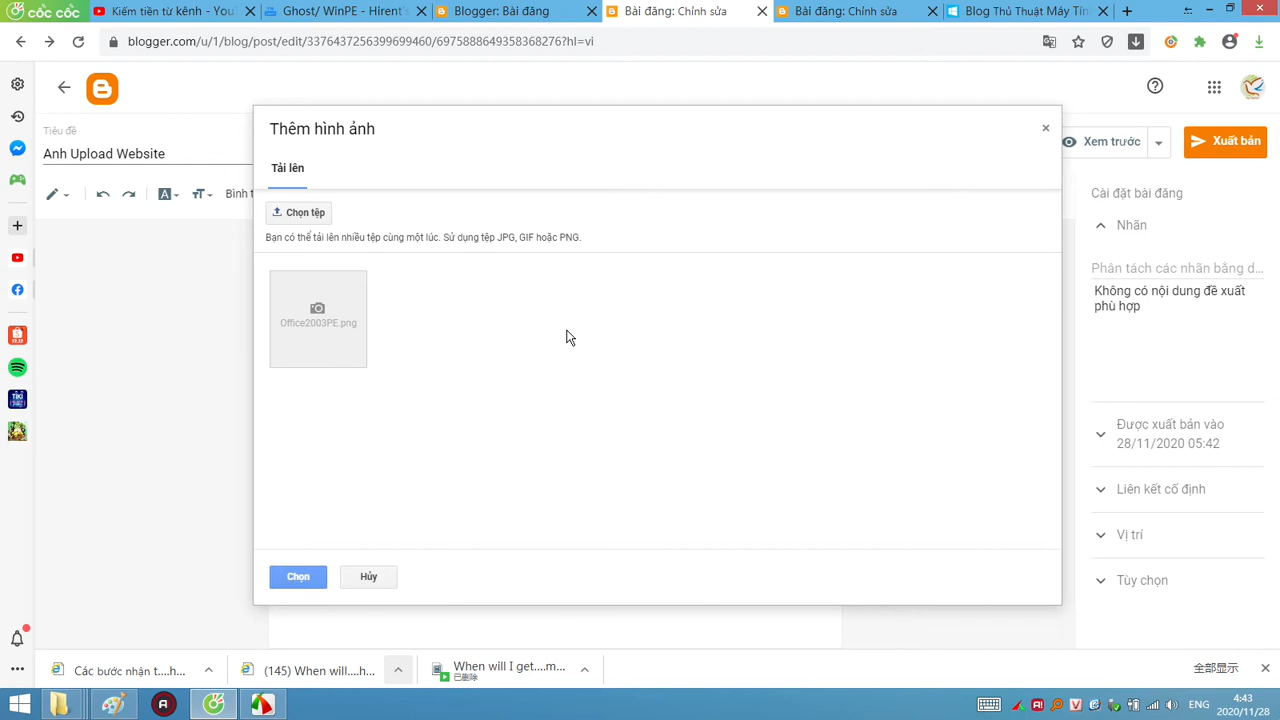 cốc cốc
Kiếm tiền từ kênh - YouT
Ghost/ WinPE - Hirent's
Blogger: Bài đăng
Bài đăng: Chỉnh sửa
Bài đăng: Chỉnh sửa
Blog Thủ Thuật Máy Tín
blogger.com/u/1/blog/post/edit/3376437256399699460/6975888649358368276?hl=vi
Tiêu đề
Anh Upload Website
Bình t
Xem trước
Xuất bản
Thêm hình ảnh
Tải lên
Chọn tệp
Bạn có thể tải lên nhiều tệp cùng một lúc. Sử dụng tệp JPG, GIF hoặc PNG.
Office2003PE.png
Chọn
Hủy
Cài đặt bài đăng
Nhãn
Phân tách các nhãn bằng d...
Không có nội dung đề xuất
phù hợp
Được xuất bản vào
28/11/2020 05:42
Liên kết cố định
Vị trí
Tùy chọn
Các bước nhận t....h...
(145) When will....h...
When will I get....m...
已删除
全部显示
ENG
4:43
2020/11/28